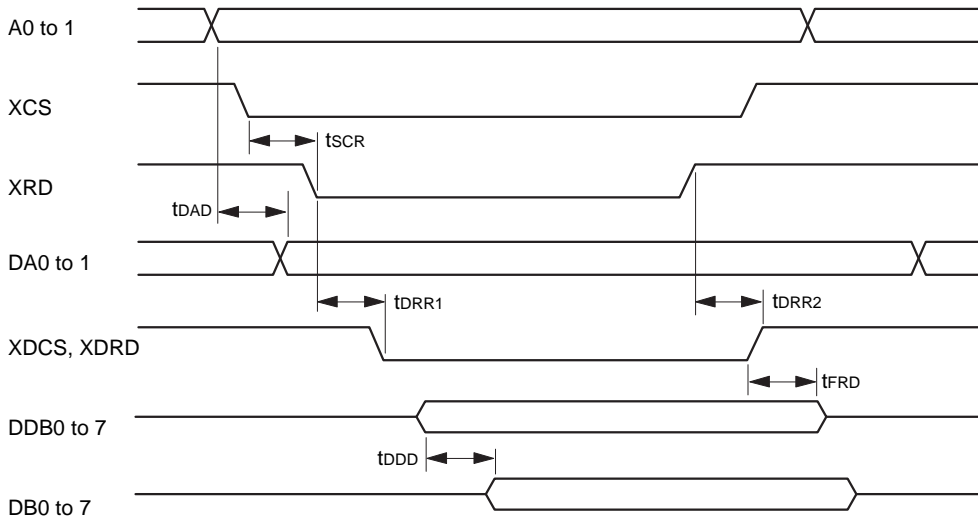 A0 to 1
XCS
tSCR
XRD
tDAD
DA0 to 1
tDRR1
tDRR2
XDCS, XDRD
tFRD
DDB0 to 7
tDDD
DB0 to 7